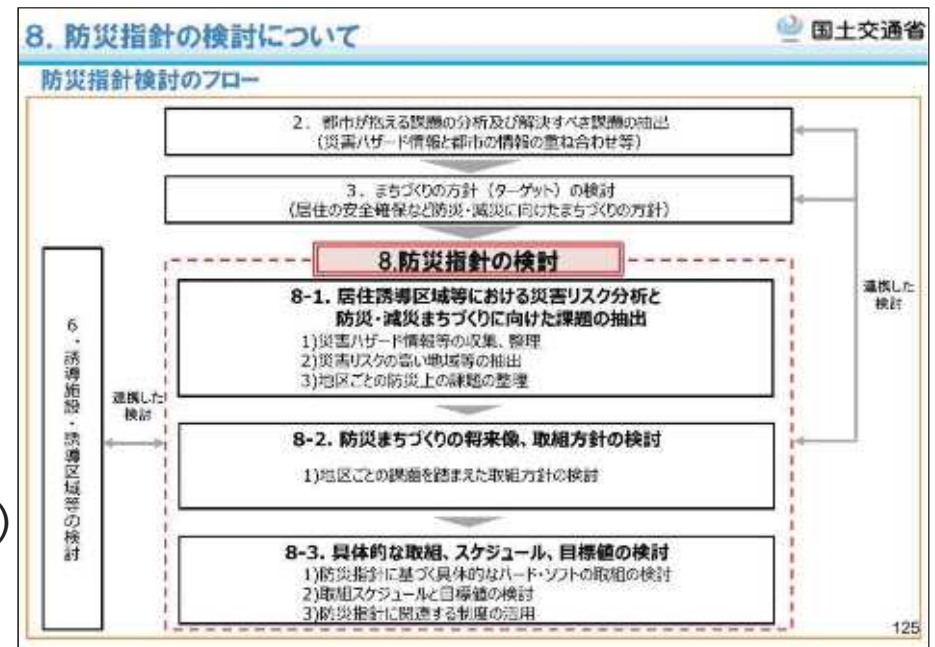 8. 防災指針の検討について
国土交通省
防災指針検討のフロー
2．都市が抱える課題の分析及び解決すべき課題の抽出
（災害ハザード情報と都市の情報の重ね合わせ等）
3．まちづくりの方針（ターゲット）の検討
（居住の安全確保など防災・減災に向けたまちづくりの方針）
8.防災指針の検討
8-1. 居住誘導区域等における災害リスク分析と
防災・減災まちづくりに向けた課題の抽出
1)災害ハザード情報等の収集、整理
2)災害リスクの高い地域等の抽出
3)地区ごとの防災上の課題の整理
8-2. 防災まちづくりの将来像、取組方針の検討
1)地区ごとの課題を踏まえた取組方針の検討
8-3. 具体的な取組、スケジュール、目標値の検討
1)防災指針に基づく具体的なハード・ソフトの取組の検討
2)取組スケジュールと目標値の検討
3)防災指針に関連する制度の活用
6．誘導施設・誘導区域等の検討
連携した
検討
連携した
検討
125